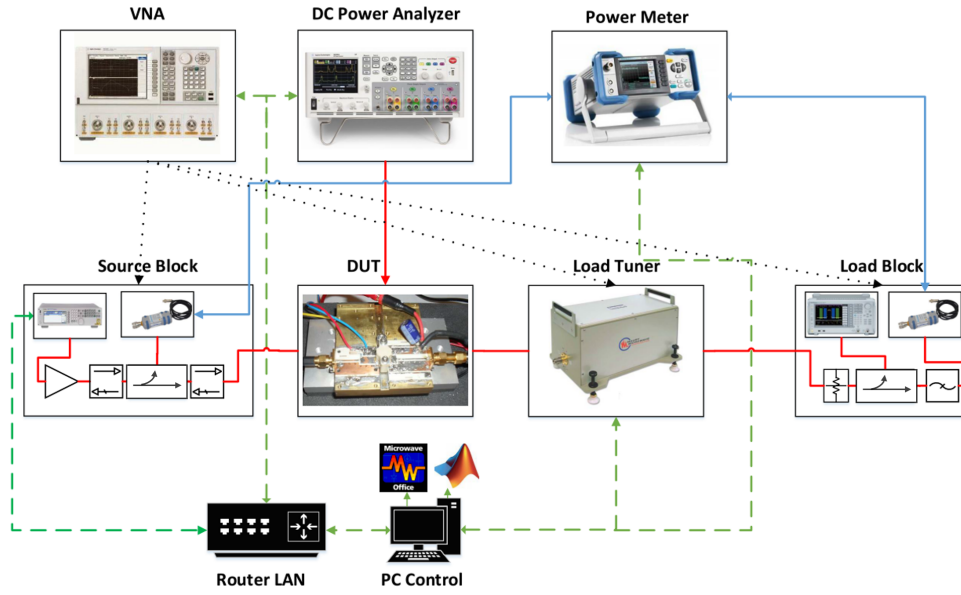 VNA
DC Power Analyzer
Power Meter
Source Block
DUT
Load Tuner
Load Block
Microwave
Office
Router LAN
PC Control